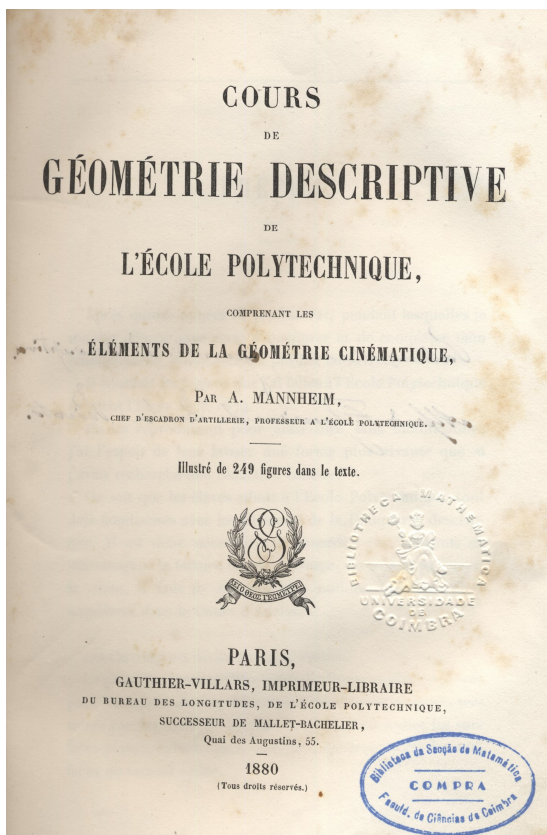 COURS
DE
GÉOMÉTRIE DESCRIPTIVE
DE
L'ÉCOLE POLYTECHNIQUE,
COMPRENANT LES
ÉLÉMENTS DE LA GÉOMÉTRIE CINÉMATIQUE,
PAR A. MANNHEIM,
CHEF D'ESCADRON D'ARTILLERIE, PROFESSEUR A L'ÉCOLE POLYTECHNIQUE.
Illustré de 249 figures dans le texte.
BIBLIOTHECA MATHEMATICA
UNIVERSIDADE
DE
COIMBRA
PARIS,
GAUTHIER-VILLARS, IMPRIMEUR-LIBRAIRE
DU BUREAU DES LONGITUDES, DE L'ÉCOLE POLYTECHNIQUE,
SUCCESSEUR DE MALLET-BACHELIER,
Quai des Augustins, 55.
1880
(Tous droits réservés.)
Biblioteca da Secção de Matemática
COMPRA
Faculd. de Ciências de Coimbra